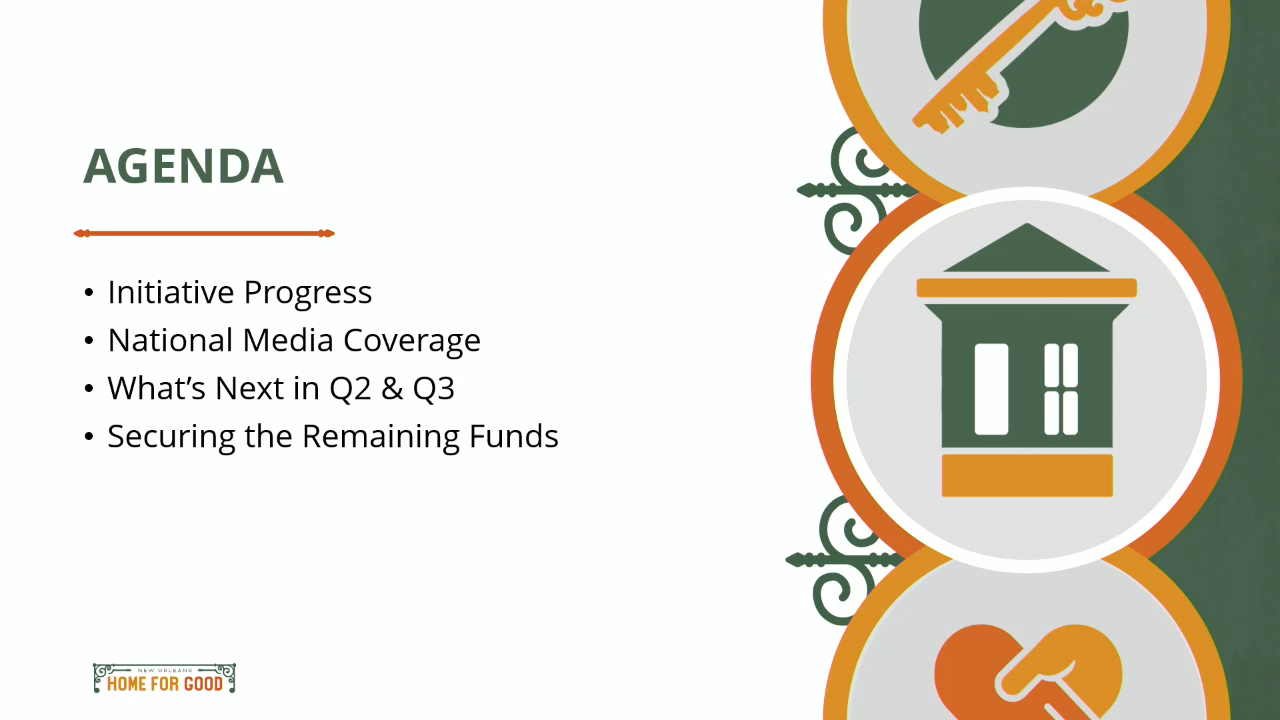 AGENDA
• Initiative Progress
• National Media Coverage
• What’s Next in Q2 & Q3
• Securing the Remaining Funds
NEW ORLEANS
HOME FOR GOOD